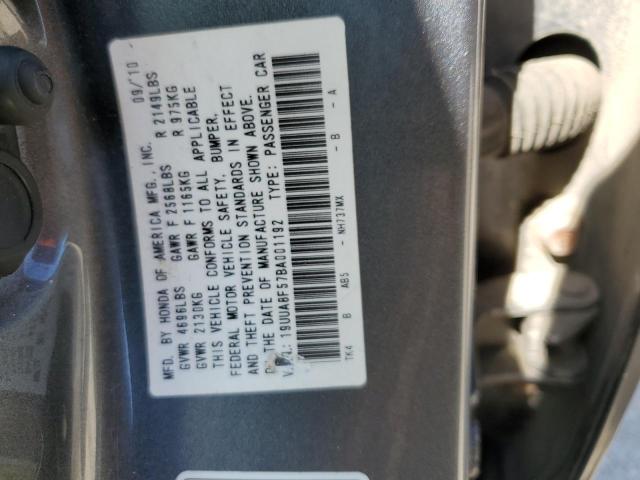 MFD. BY HONDA OF AMERICA MFG., INC. 09/10
GVWR 4696LBS GAWR F 2568LBS R 2149LBS
GVWR 2130KG GAWR F 1165KG R 975KG
THIS VEHICLE CONFORMS TO ALL APPLICABLE
FEDERAL MOTOR VEHICLE SAFETY, BUMPER,
AND THEFT PREVENTION STANDARDS IN EFFECT
THE DATE OF MANUFACTURE SHOWN ABOVE.
19UUA8F57BA001192 TYPE: PASSENGER CAR
TK4 B AB5 NH737MX - B - A